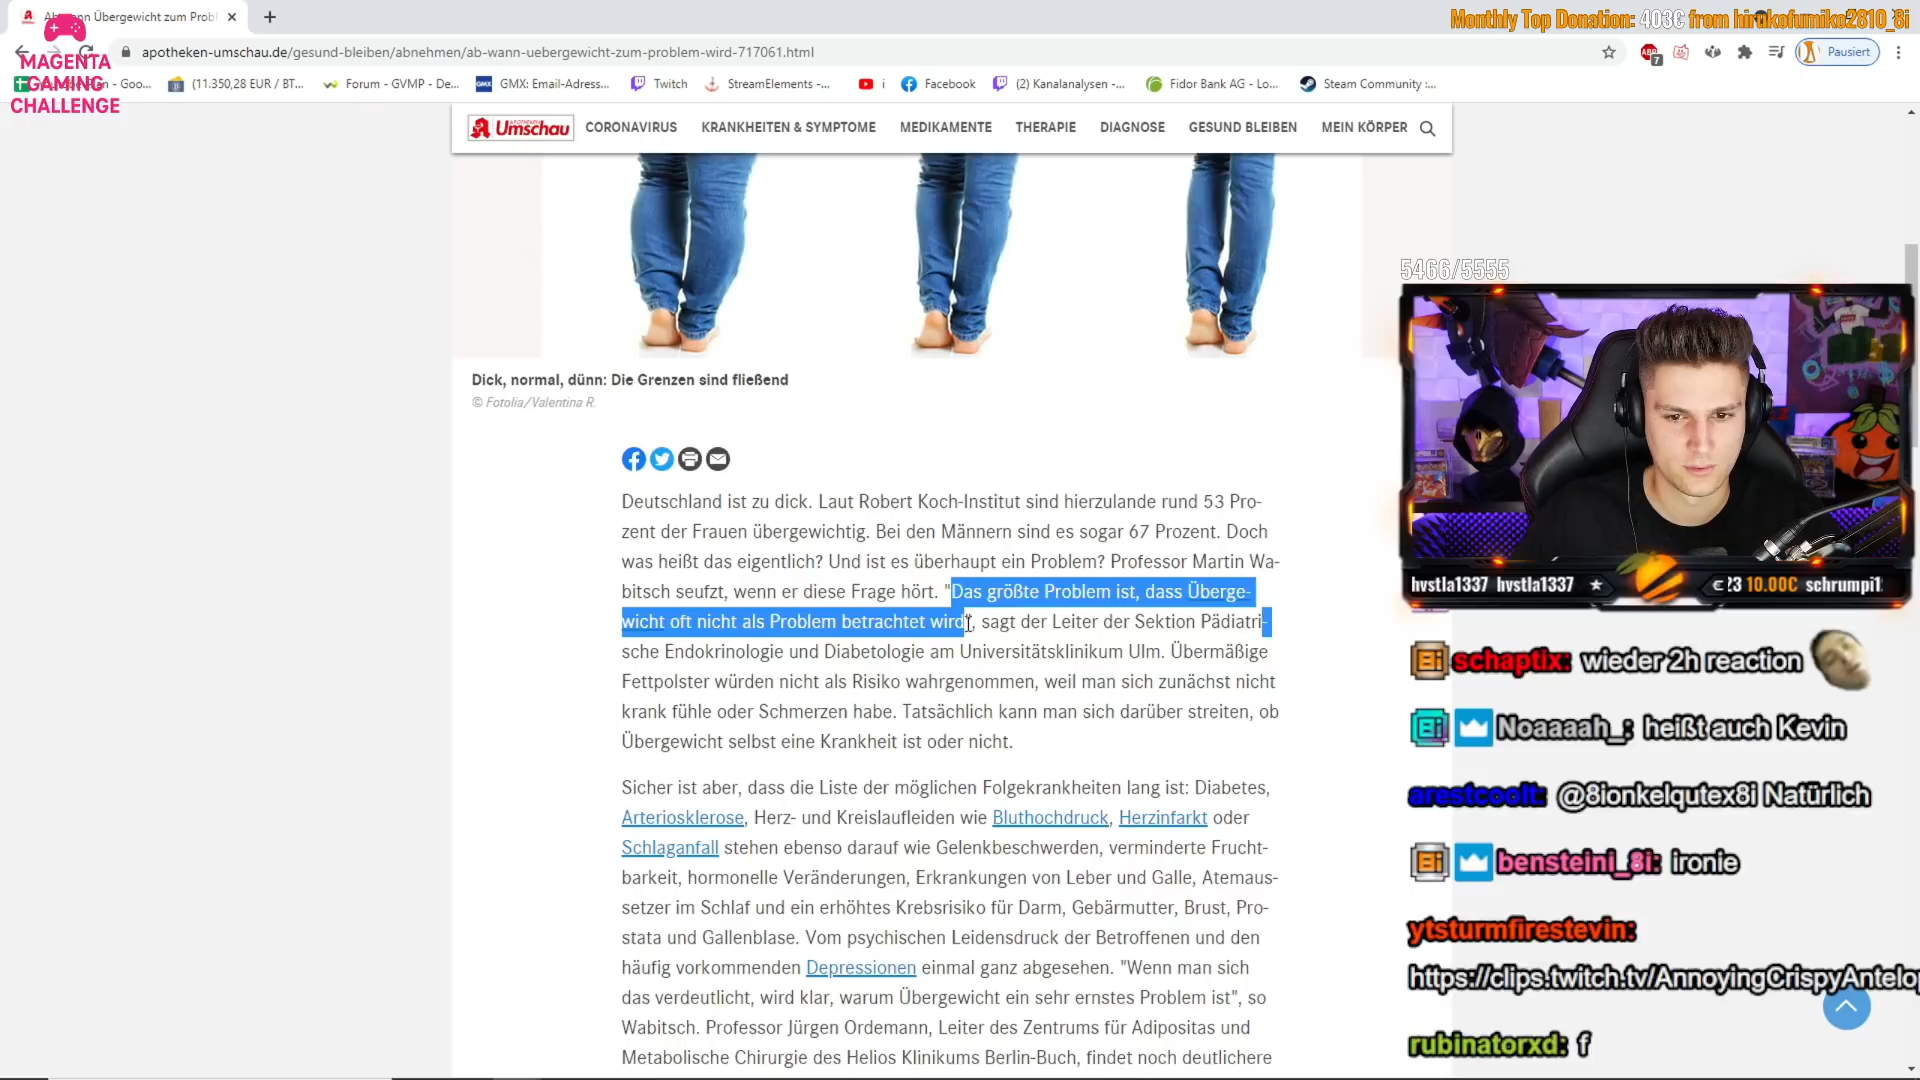 Übergewicht zum Probl
Monthly Top Donation: 403€ from hirukofumiko2810_8i
apotheken-umschau.de/gesund-bleiben/abnehmen/ab-wann-uebergewicht-zum-problem-wird-717061.html
Pausiert
7
MAGENTA
GAMING
CHALLENGE
an - Goo...
(11.350,28 EUR / BT...
Forum - GVMP - De...
GMX
GMX: Email-Adress...
Twitch
StreamElements -...
i
Facebook
(2) Kanalanalysen -...
Fidor Bank AG - Lo...
Steam Community :...
Umschau
CORONAVIRUS
KRANKHEITEN & SYMPTOME
MEDIKAMENTE
THERAPIE
DIAGNOSE
GESUND BLEIBEN
MEIN KÖRPER
5466/5555
Dick, normal, dünn: Die Grenzen sind fließend
© Fotolia/Valentina R.
Deutschland ist zu dick. Laut Robert Koch-Institut sind hierzulande rund 53 Pro-
zent der Frauen übergewichtig. Bei den Männern sind es sogar 67 Prozent. Doch
was heißt das eigentlich? Und ist es überhaupt ein Problem? Professor Martin Wa-
bitsch seufzt, wenn er diese Frage hört. "Das größte Problem ist, dass Überge-
wicht oft nicht als Problem betrachtet wird", sagt der Leiter der Sektion Pädiatri-
sche Endokrinologie und Diabetologie am Universitätsklinikum Ulm. Übermäßige
Fettpolster würden nicht als Risiko wahrgenommen, weil man sich zunächst nicht
krank fühle oder Schmerzen habe. Tatsächlich kann man sich darüber streiten, ob
Übergewicht selbst eine Krankheit ist oder nicht.
Sicher ist aber, dass die Liste der möglichen Folgekrankheiten lang ist: Diabetes,
Arteriosklerose, Herz- und Kreislaufleiden wie Bluthochdruck, Herzinfarkt oder
Schlaganfall stehen ebenso darauf wie Gelenkbeschwerden, verminderte Frucht-
barkeit, hormonelle Veränderungen, Erkrankungen von Leber und Galle, Atemaus-
setzer im Schlaf und ein erhöhtes Krebsrisiko für Darm, Gebärmutter, Brust, Pro-
stata und Gallenblase. Vom psychischen Leidensdruck der Betroffenen und den
häufig vorkommenden Depressionen einmal ganz abgesehen. "Wenn man sich
das verdeutlicht, wird klar, warum Übergewicht ein sehr ernstes Problem ist", so
Wabitsch. Professor Jürgen Ordemann, Leiter des Zentrums für Adipositas und
Metabolische Chirurgie des Helios Klinikums Berlin-Buch, findet noch deutlichere
hvstla1337 hvstla1337
10.00€ schrumpi1
schaptix: wieder 2h reaction
Noaaaah_: heißt auch Kevin
arestcoolt: @8ionkelqutex8i Natürlich
bensteini_8i: ironie
ytsturmfirestevin:
https://clips.twitch.tv/AnnoyingCrispyAntelo
rubinatorxd: f